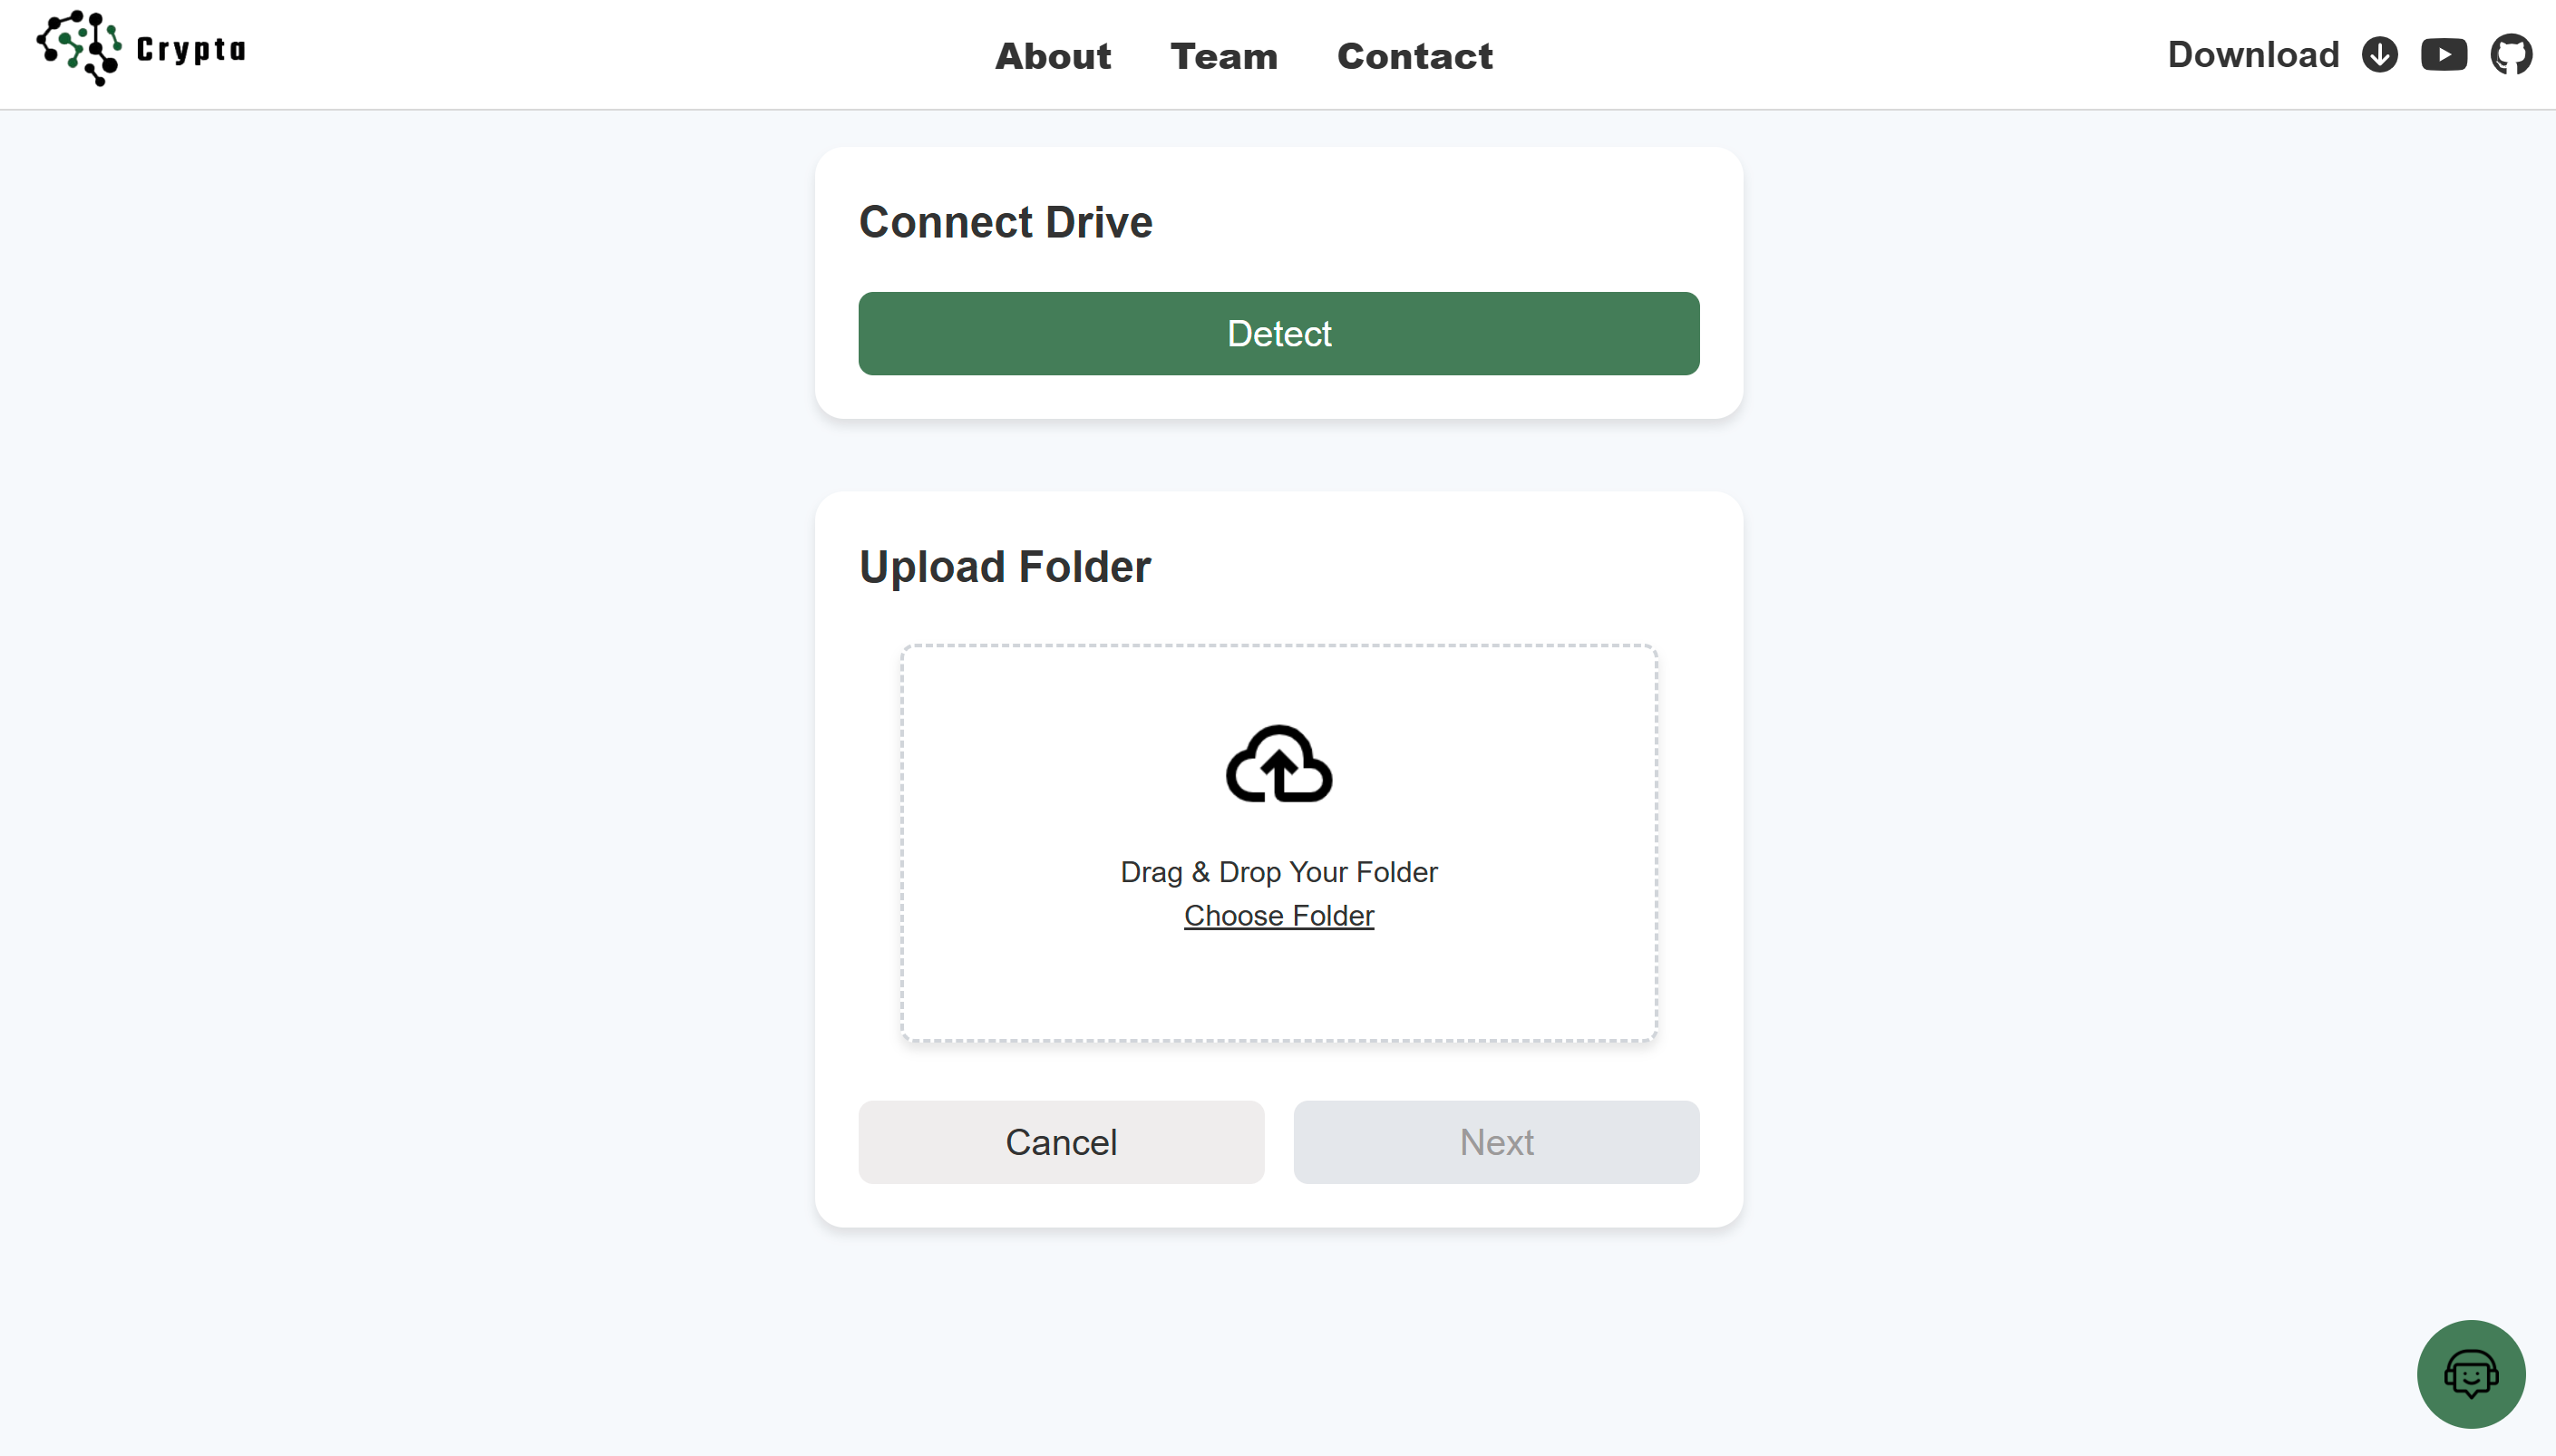 Crypta
About
Team
Contact
Download
Connect Drive
Detect
Upload Folder
Drag & Drop Your Folder
Choose Folder
Cancel
Next